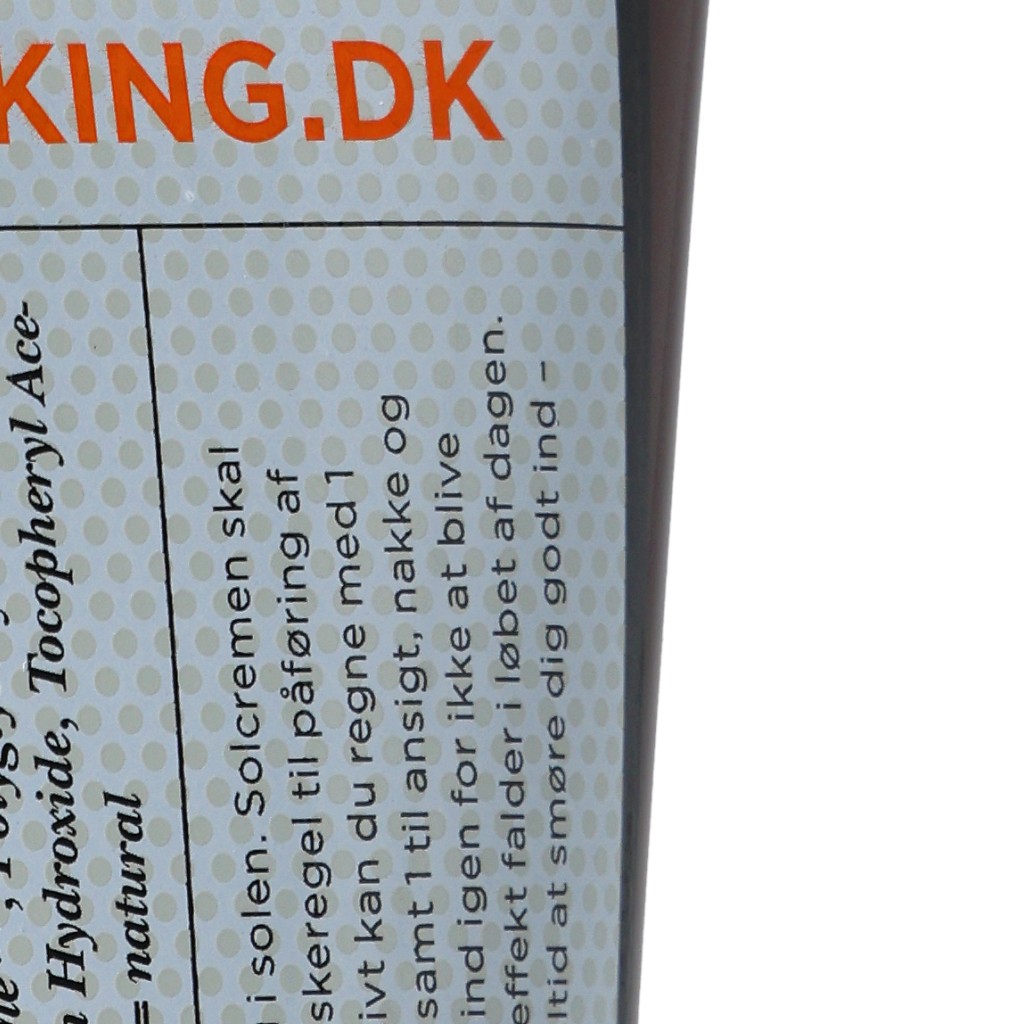 KING.DK
Hydroxide, Tocopheryl Ace-
= natural
i solen. Solcremen skal
skeregel til påføring af
ivt kan du regne med 1
samt 1 til ansigt, nakke og
ind igen for ikke at blive
effekt falder i løbet af dagen.
ltid at smøre dig godt ind –